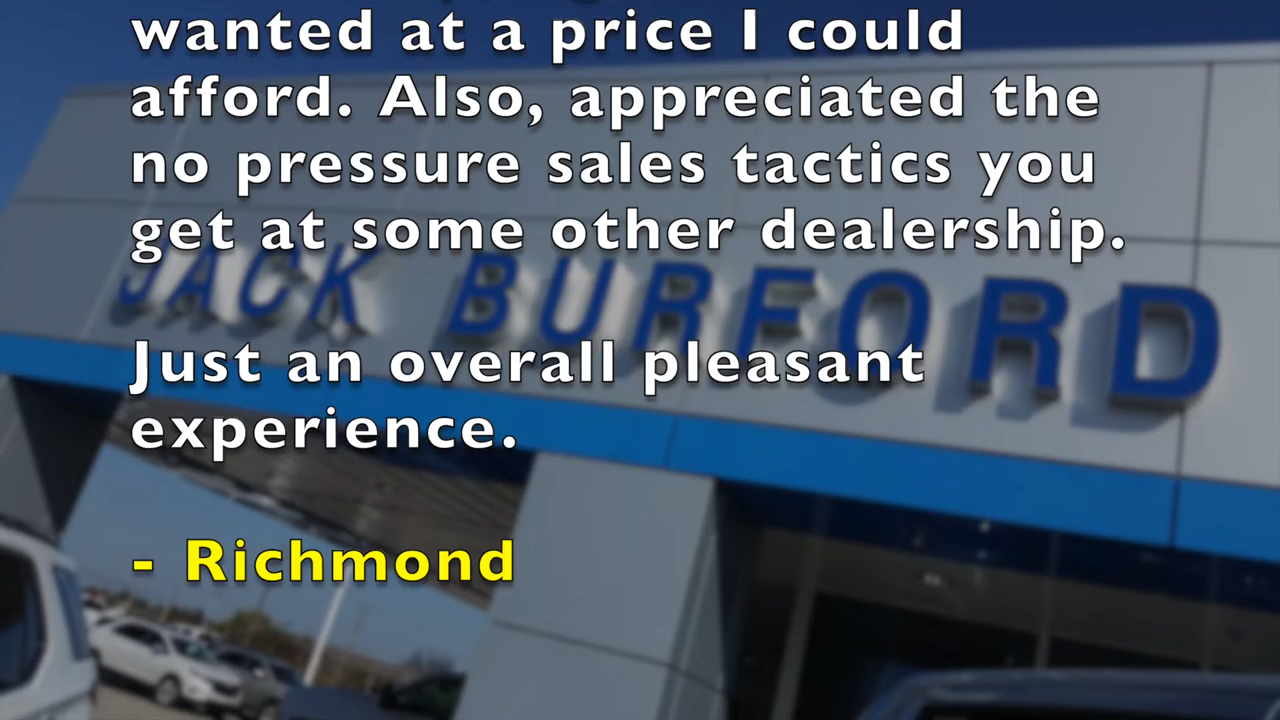 wanted at a price I could
afford. Also, appreciated the
no pressure sales tactics you
get at some other dealership.
JACK BURFORD
Just an overall pleasant
experience.
- Richmond